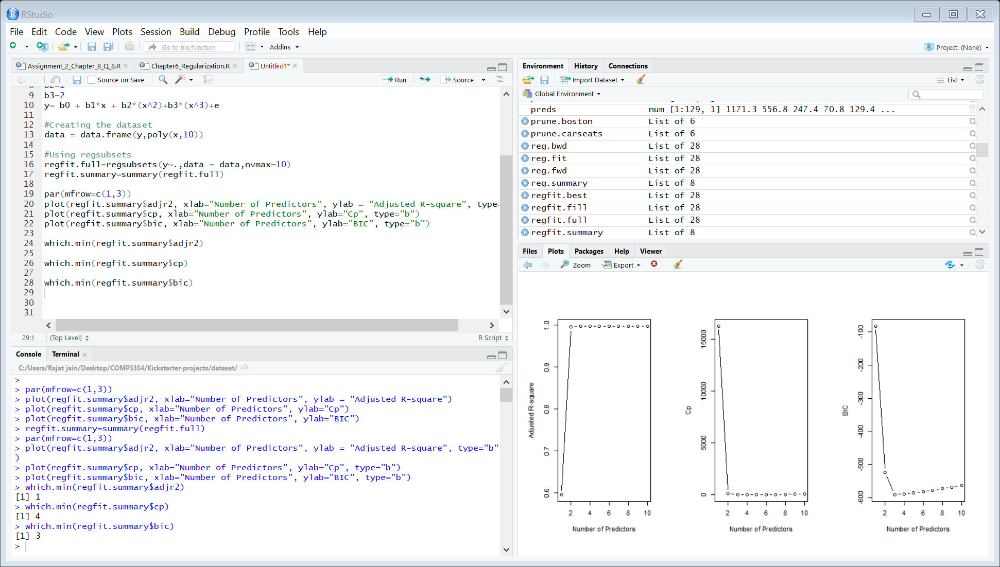 RStudio
File Edit Code View Plots Session Build Debug Profile Tools Help
Go to file/function
Addins
Project: (None)
Assignment_2_Chapter_8_Q_8.R
Chapter6_Regularization.R
Untitled1*
Source on Save
Run
Source
9 b3=2
10 y= b0 + b1*x + b2*(x^2)+b3*(x^3)+e
11
12 #Creating the dataset
13 data = data.frame(y,poly(x,10))
14
15 #Using regsubsets
16 regfit.full=regsubsets(y~.,data = data,nvmax=10)
17 regfit.summary=summary(regfit.full)
18
19 par(mfrow=c(1,3))
20 plot(regfit.summary$adjr2, xlab="Number of Predictors", ylab = "Adjusted R-square", type=
21 plot(regfit.summary$cp, xlab="Number of Predictors", ylab="Cp", type="b")
22 plot(regfit.summary$bic, xlab="Number of Predictors", ylab="BIC", type="b")
23
24 which.min(regfit.summary$adjr2)
25
26 which.min(regfit.summary$cp)
27
28 which.min(regfit.summary$bic)
29
30
31
29:1 (Top Level) R Script
Console Terminal
C:/Users/Rajat jain/Desktop/COMP3354/Kickstarter-projects/dataset/
>
> par(mfrow=c(1,3))
> plot(regfit.summary$adjr2, xlab="Number of Predictors", ylab = "Adjusted R-square")
> plot(regfit.summary$cp, xlab="Number of Predictors", ylab="Cp")
> plot(regfit.summary$bic, xlab="Number of Predictors", ylab="BIC")
> regfit.summary=summary(regfit.full)
> par(mfrow=c(1,3))
> plot(regfit.summary$adjr2, xlab="Number of Predictors", ylab = "Adjusted R-square", type="b"
)
> plot(regfit.summary$cp, xlab="Number of Predictors", ylab="Cp", type="b")
> plot(regfit.summary$bic, xlab="Number of Predictors", ylab="BIC", type="b")
> which.min(regfit.summary$adjr2)
[1] 1
> which.min(regfit.summary$cp)
[1] 4
> which.min(regfit.summary$bic)
[1] 3
>
Environment History Connections
Import Dataset List
Global Environment
preds num [1:129, 1] 1171.3 556.8 247.4 70.8 129.4 ...
prune.boston List of 6
prune.carseats List of 6
reg.bwd List of 28
reg.fit List of 28
reg.fwd List of 28
reg.summary List of 8
regfit.best List of 28
regfit.fill List of 28
regfit.full List of 28
regfit.summary List of 8
Files Plots Packages Help Viewer
Zoom Export
Adjusted R-square
1.0
0.9
0.8
0.7
0.6
2 4 6 8 10
Number of Predictors
Cp
15000
10000
5000
0
2 4 6 8 10
Number of Predictors
BIC
-100
-200
-300
-400
-500
-600
2 4 6 8 10
Number of Predictors